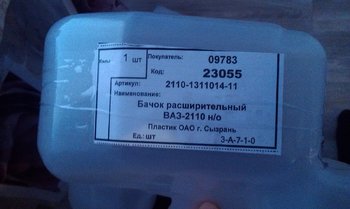 1 шт Покупатель: 09783
Код: 23055
Артикул: 2110-1311014-11
Наименование:
Бачок расширительный
ВАЗ-2110 н/о
Пластик ОАО г. Сызрань
Ед.: шт 3-А-7-1-0